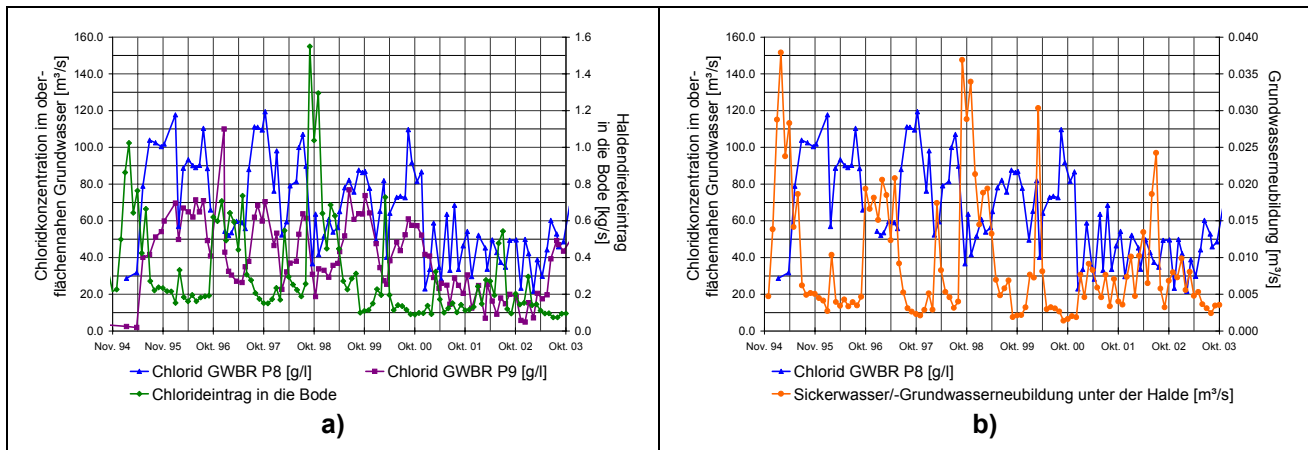 Chloridkonzentration im ober-
flächennahen Grundwasser [m³/s]
160.0
140.0
120.0
100.0
80.0
60.0
40.0
20.0
0.0
1.6
1.4
1.2
1.0
0.8
0.6
0.4
0.2
0.0
Haldendirekteintrag
in die Bode [kg/s]
Nov. 94 Nov. 95 Okt. 96 Okt. 97 Okt. 98 Okt. 99 Okt. 00 Okt. 01 Okt. 02 Okt. 03
Chlorid GWBR P8 [g/l] Chlorid GWBR P9 [g/l]
Chlorideintrag in die Bode
a)
Chloridkonzentration im ober-
flächennahen Grundwasser [m³/s]
160.0
140.0
120.0
100.0
80.0
60.0
40.0
20.0
0.0
0.040
0.035
0.030
0.025
0.020
0.015
0.010
0.005
0.000
Grundwasserneubildung [m³/s]
Nov. 94 Nov. 95 Okt. 96 Okt. 97 Okt. 98 Okt. 99 Okt. 00 Okt. 01 Okt. 02 Okt. 03
Chlorid GWBR P8 [g/l]
Sickerwasser/-Grundwasserneubildung unter der Halde [m³/s]
b)